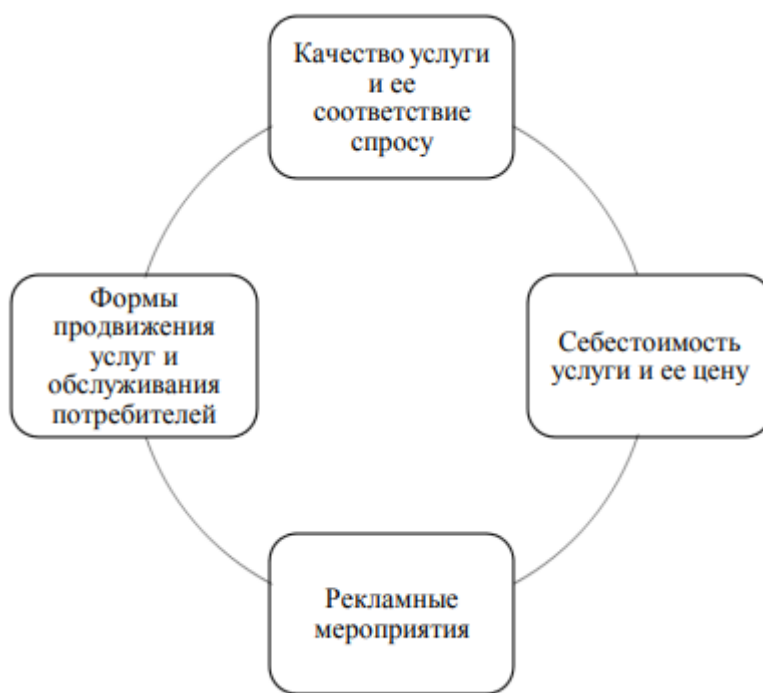 Качество услуги
и ее
соответствие
спросу
Формы
продвижения
услуг и
обслуживания
потребителей
Себестоимость
услуги и ее цену
Рекламные
мероприятия